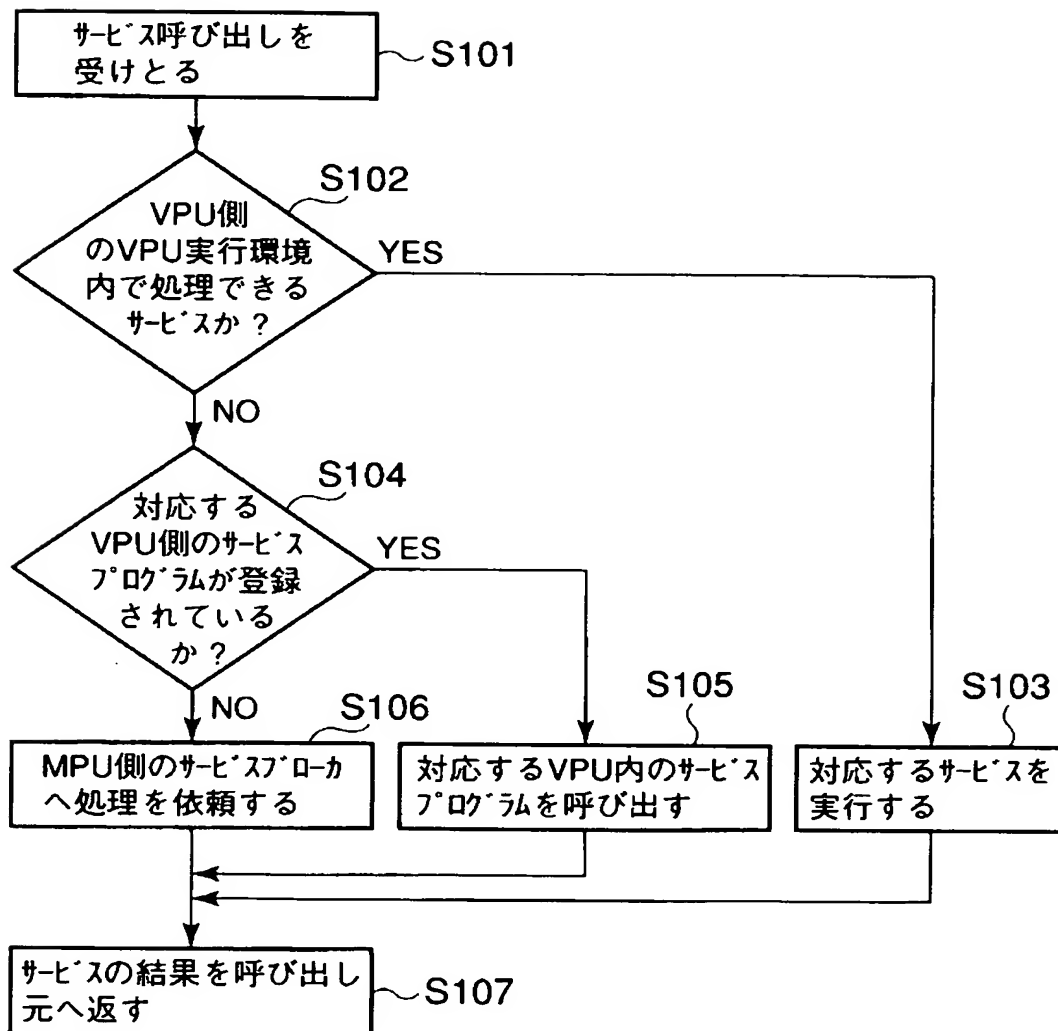 サービス呼び出しを
受けとる
S101
S102
VPU側
のVPU実行環境
内で処理できる
サービスか?
YES
NO
S104
対応する
VPU側のサービス
プログラムが登録
されている
か?
YES
NO
S106
MPU側のサービスブローカ
へ処理を依頼する
S105
対応するVPU内のサービス
プログラムを呼び出す
S103
対応するサービスを
実行する
サービスの結果を呼び出し
元へ返す
S107